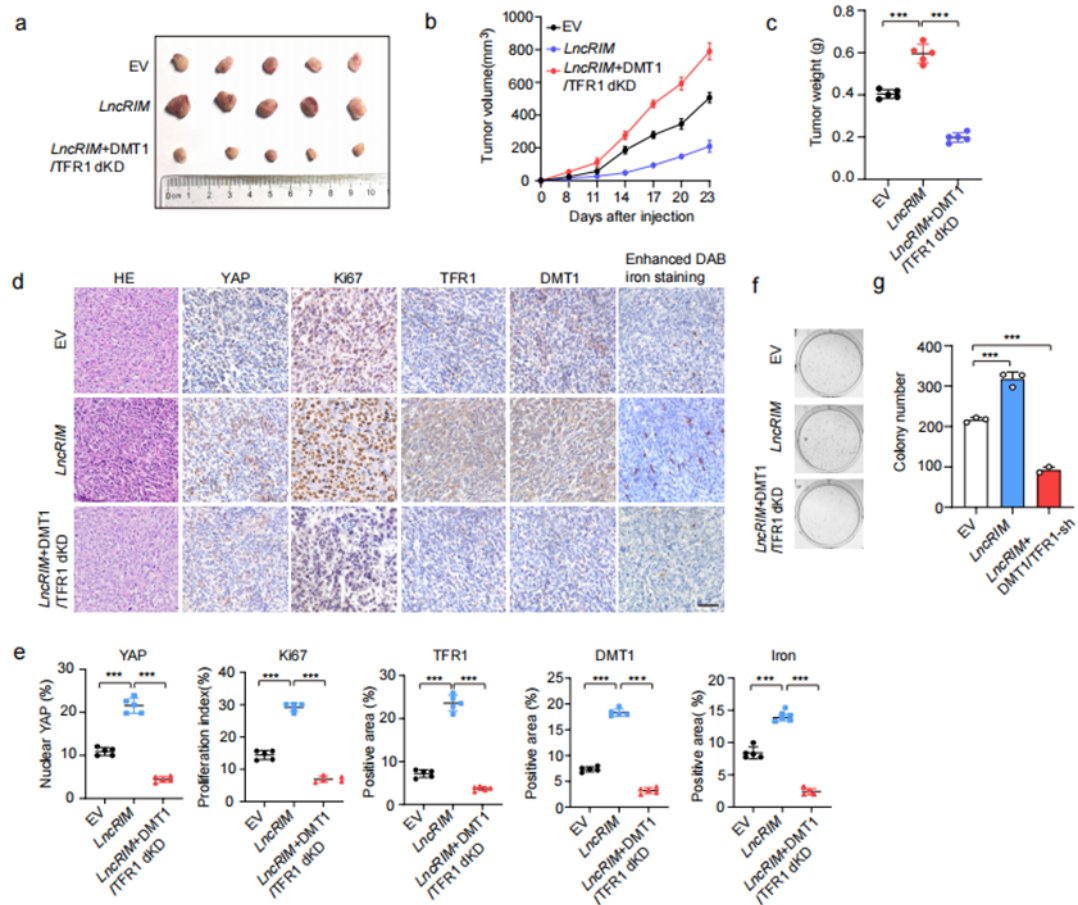 a
EV
LncRIM
LncRIM+DMT1
/TFR1 dKD
0cm 1 2 3 4 5 6 7 8 9 10
b
Tumor volume(mm³)
1000
800
600
400
200
0
0 8 11 14 17 20 23
Days after injection
EV
LncRIM
LncRIM+DMT1
/TFR1 dKD
c
Tumor weight (g)
*** ***
0.8
0.6
0.4
0.2
0.0
EV
LncRIM
LncRIM+DMT1
/TFR1 dKD
d
HE YAP Ki67 TFR1 DMT1 Enhanced DAB
iron staining
EV
LncRIM
LncRIM+DMT1
/TFR1 dKD
f
EV
LncRIM
LncRIM+DMT1
/TFR1 dKD
g
Colony number
400
300
200
100
0
***
***
EV
LncRIM
LncRIM+
DMT1/TFR1-sh
e
YAP
Nuclear YAP (%)
30
20
10
0
*** ***
EV
LncRIM
LncRIM+DMT1
/TFR1 dKD
Ki67
Proliferation index(%)
40
30
20
10
0
*** ***
EV
LncRIM
LncRIM+DMT1
/TFR1 dKD
TFR1
Positive area (%)
30
20
10
0
*** ***
EV
LncRIM
LncRIM+DMT1
/TFR1 dKD
DMT1
Positive area (%)
25
20
15
10
5
0
*** ***
EV
LncRIM
LncRIM+DMT1
/TFR1 dKD
Iron
Positive area( %)
20
15
10
5
0
*** ***
EV
LncRIM
LncRIM+DMT1
/TFR1 dKD